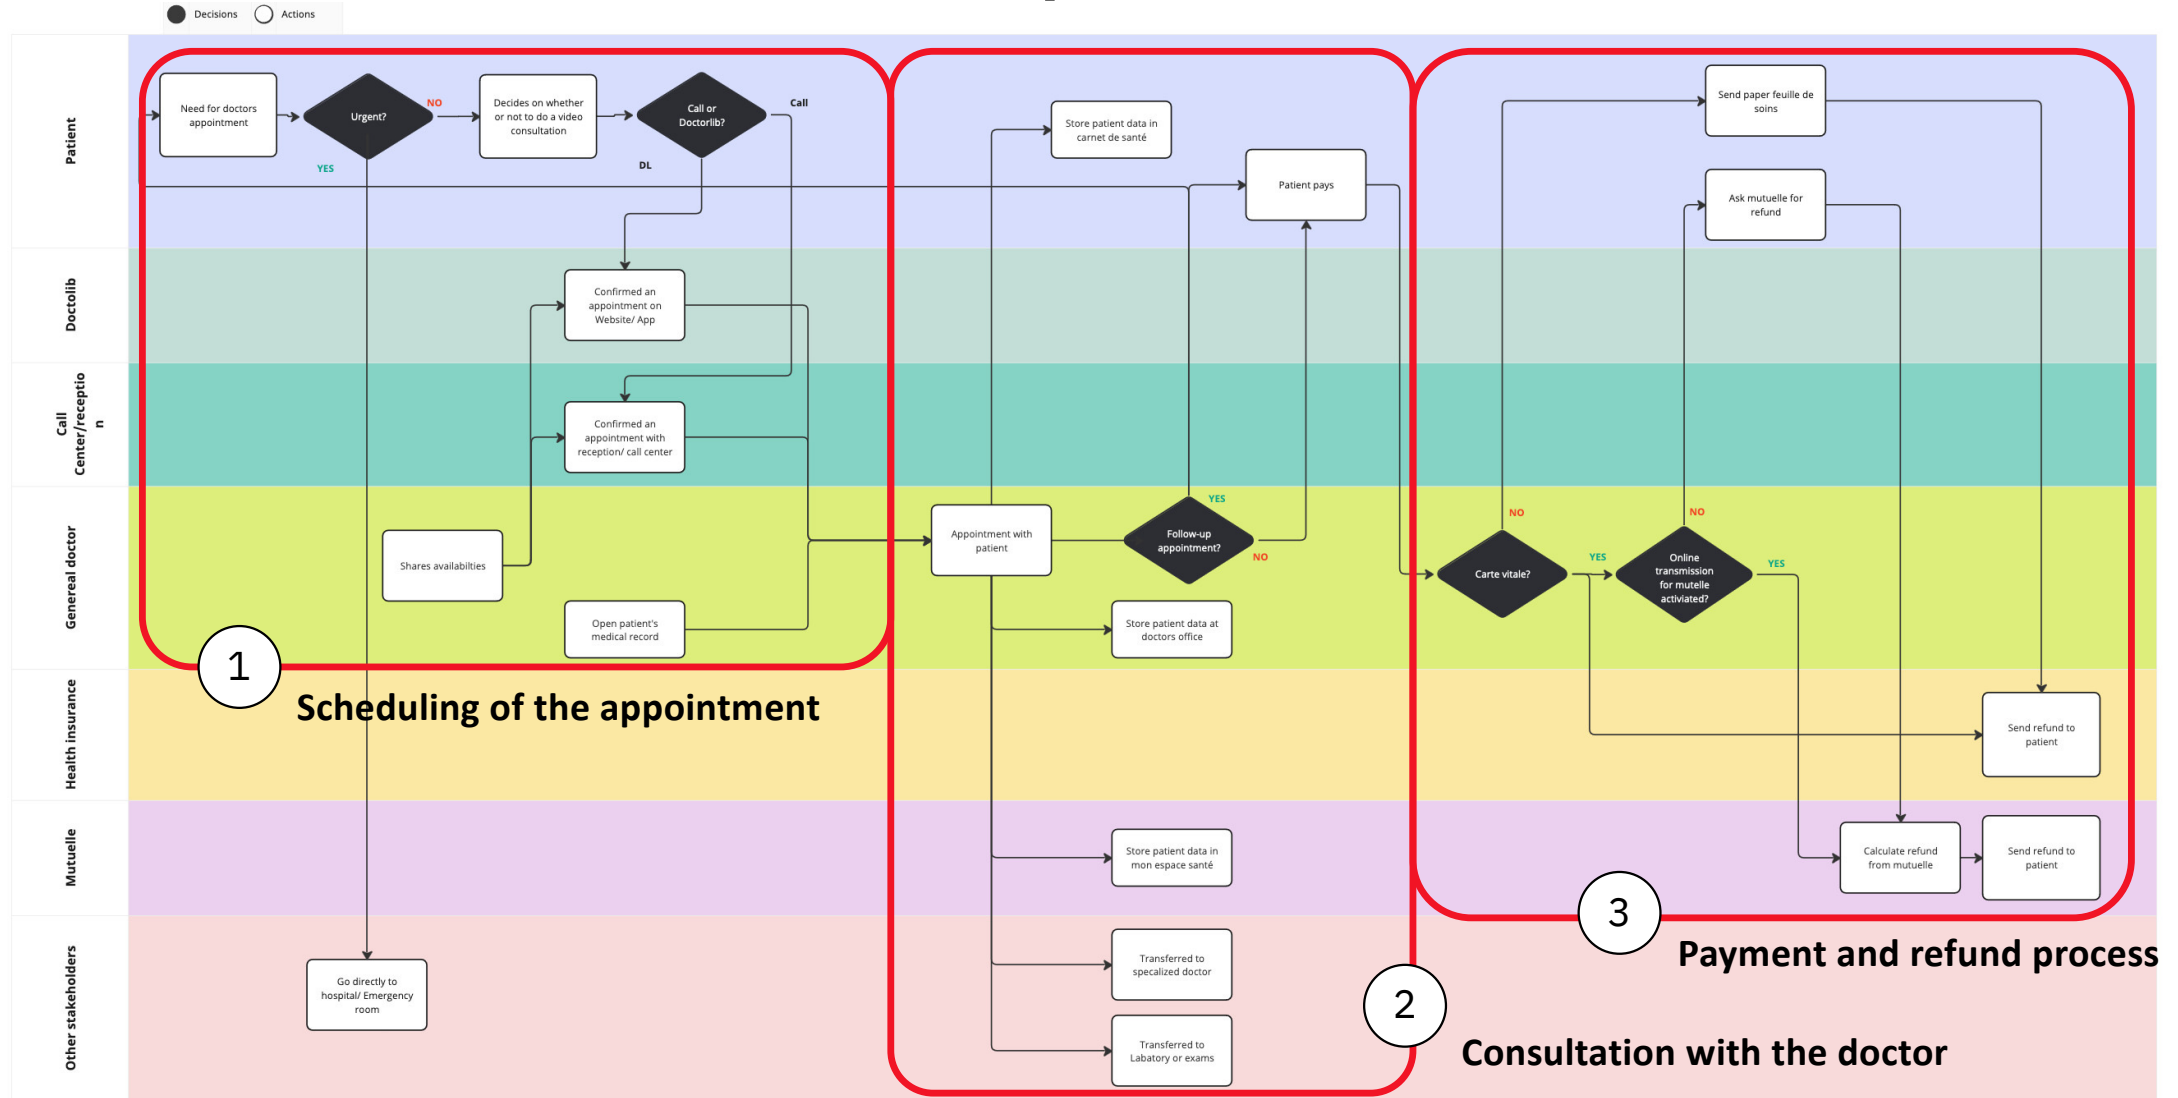 Decisions
Actions
Patient
Need for doctors
appointment
Urgent?
NO
YES
Decides on whether
or not to do a video
consultation
Call or
Doctorlib?
Call
DL
Store patient data in
carnet de santé
Patient pays
Send paper feuille de
soins
Ask mutuelle for
refund
Doctolib
Confirmed an
appointment on
Website/ App
Call
Center/receptio
n
Confirmed an
appointment with
reception/ call center
Genereal doctor
Shares availabilties
Open patient's
medical record
Appointment with
patient
Follow-up
appointment?
YES
NO
Store patient data at
doctors office
Carte vitale?
NO
YES
Online
transmission
for mutelle
activiated?
NO
YES
1
Scheduling of the appointment
Health insurance
Send refund to
patient
Mutuelle
Store patient data in
mon espace santé
Calculate refund
from mutuelle
Send refund to
patient
3
Payment and refund process
Other stakeholders
Go directly to
hospital/ Emergency
room
Transferred to
specalized doctor
Transferred to
Labatory or exams
2
Consultation with the doctor